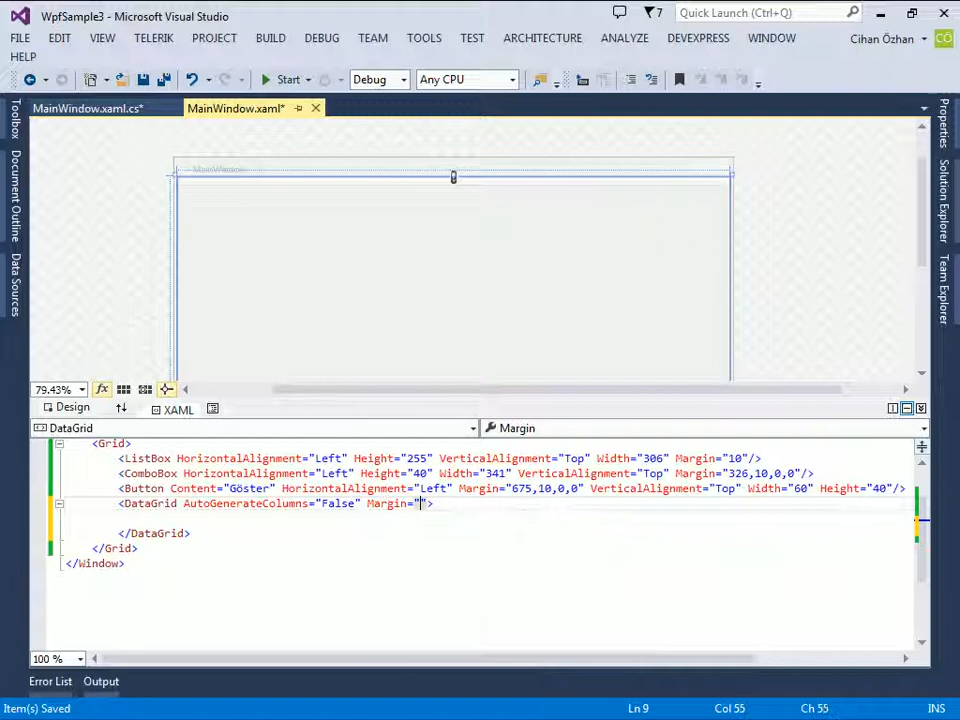 WpfSample3 - Microsoft Visual Studio
7
Quick Launch (Ctrl+Q)
FILE EDIT VIEW TELERIK PROJECT BUILD DEBUG TEAM TOOLS TEST ARCHITECTURE ANALYZE DEVEXPRESS WINDOW
Cihan Özhan CÖ
HELP
Start Debug Any CPU
MainWindow.xaml.cs* MainWindow.xaml*
Toolbox
Document Outline
Data Sources
Properties
Solution Explorer
Team Explorer
MainWindow
79.43% fx
Design XAML
DataGrid Margin
<Grid>
<ListBox HorizontalAlignment="Left" Height="255" VerticalAlignment="Top" Width="306" Margin="10"/>
<ComboBox HorizontalAlignment="Left" Height="40" Width="341" VerticalAlignment="Top" Margin="326,10,0,0"/>
<Button Content="Göster" HorizontalAlignment="Left" Margin="675,10,0,0" VerticalAlignment="Top" Width="60" Height="40"/>
<DataGrid AutoGenerateColumns="False" Margin="">
</DataGrid>
</Grid>
</Window>
100 %
Error List Output
Item(s) Saved Ln 9 Col 55 Ch 55 INS